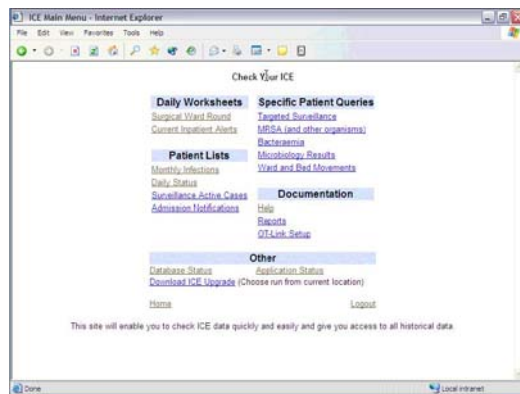 ICE Main Menu - Internet Explorer
File Edit View Favorites Tools Help
Check Your ICE
Daily Worksheets
Surgical Ward Round
Current Inpatient Alerts
Patient Lists
Monthly Infections
Daily Status
Surveillance Active Cases
Admission Notifications
Specific Patient Queries
Targeted Surveillance
MRSA (and other organisms)
Bacteraemia
Microbiology Results
Ward and Bed Movements
Documentation
Help
Reports
OT-Link Setup
Other
Database Status Application Status
Download ICE Upgrade (Choose run from current location)
Home Logout
This site will enable you to check ICE data quickly and easily and give you access to all historical data
Done Local intranet